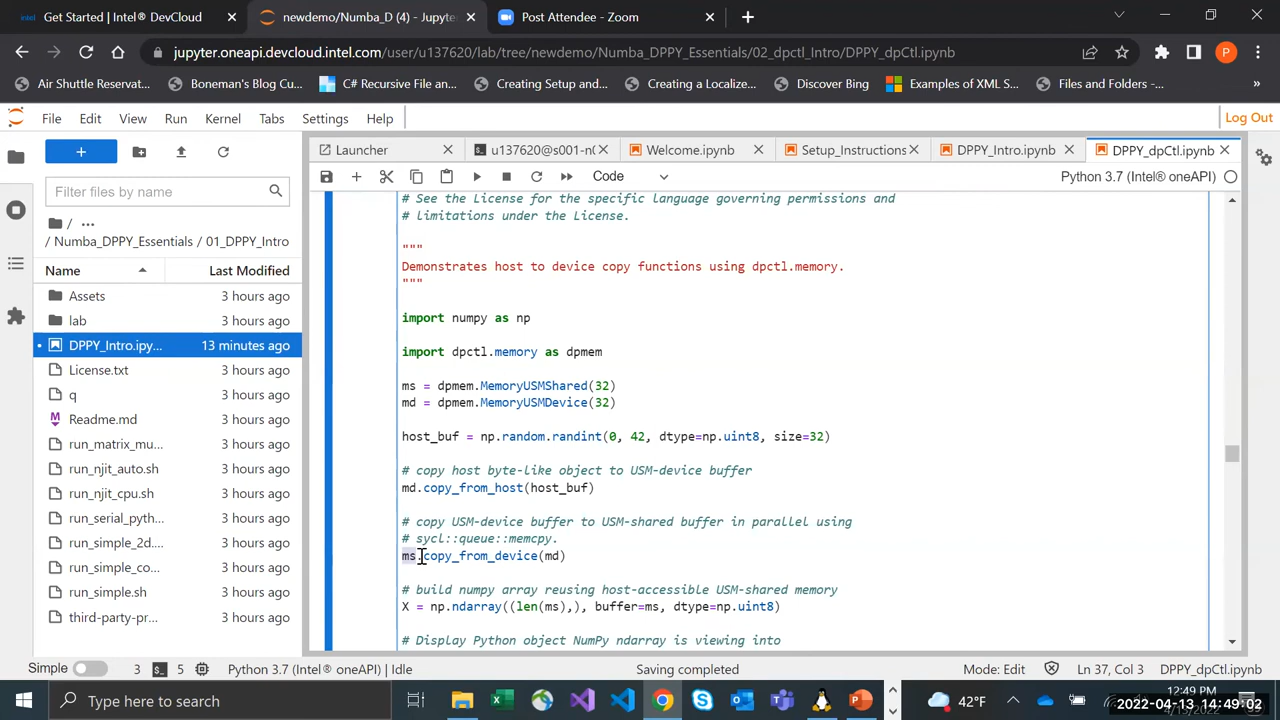 intel Get Started | Intel® DevCloud
newdemo/Numba_D (4) - Jupyte
Post Attendee - Zoom
jupyter.oneapi.devcloud.intel.com/user/u137620/lab/tree/newdemo/Numba_DPPY_Essentials/02_dpctl_Intro/DPPY_dpCtl.ipynb
P
Air Shuttle Reservat...
Boneman's Blog Cu...
C# Recursive File an...
Creating Setup and...
Creating a Localize...
Discover Bing
Examples of XML S...
Files and Folders -...
File Edit View Run Kernel Tabs Settings Help
Log Out
Launcher
u137620@s001-n0
Welcome.ipynb
Setup_Instructions
DPPY_Intro.ipynb
DPPY_dpCtl.ipynb
Code
Python 3.7 (Intel® oneAPI)
Filter files by name
/ ...
/ Numba_DPPY_Essentials / 01_DPPY_Intro
Name Last Modified
Assets 3 hours ago
lab 3 hours ago
DPPY_Intro.ipy... 13 minutes ago
License.txt 3 hours ago
q 3 hours ago
Readme.md 3 hours ago
run_matrix_mu... 3 hours ago
run_njit_auto.sh 3 hours ago
run_njit_cpu.sh 3 hours ago
run_serial_pyth... 3 hours ago
run_simple_2d... 3 hours ago
run_simple_co... 3 hours ago
run_simple.sh 3 hours ago
third-party-pr... 3 hours ago
# See the License for the specific language governing permissions and
# limitations under the License.
"""
Demonstrates host to device copy functions using dpctl.memory.
"""
import numpy as np
import dpctl.memory as dpmem
ms = dpmem.MemoryUSMShared(32)
md = dpmem.MemoryUSMDevice(32)
host_buf = np.random.randint(0, 42, dtype=np.uint8, size=32)
# copy host byte-like object to USM-device buffer
md.copy_from_host(host_buf)
# copy USM-device buffer to USM-shared buffer in parallel using
# sycl::queue::memcpy.
ms.copy_from_device(md)
# build numpy array reusing host-accessible USM-shared memory
X = np.ndarray((len(ms),), buffer=ms, dtype=np.uint8)
# Display Python object NumPy ndarray is viewing into
Simple
3
5
Python 3.7 (Intel® oneAPI) | Idle
Saving completed
Mode: Edit
Ln 37, Col 3
DPPY_dpCtl.ipynb
Type here to search
42°F
12:49 PM
2022-04-13 14:49:02